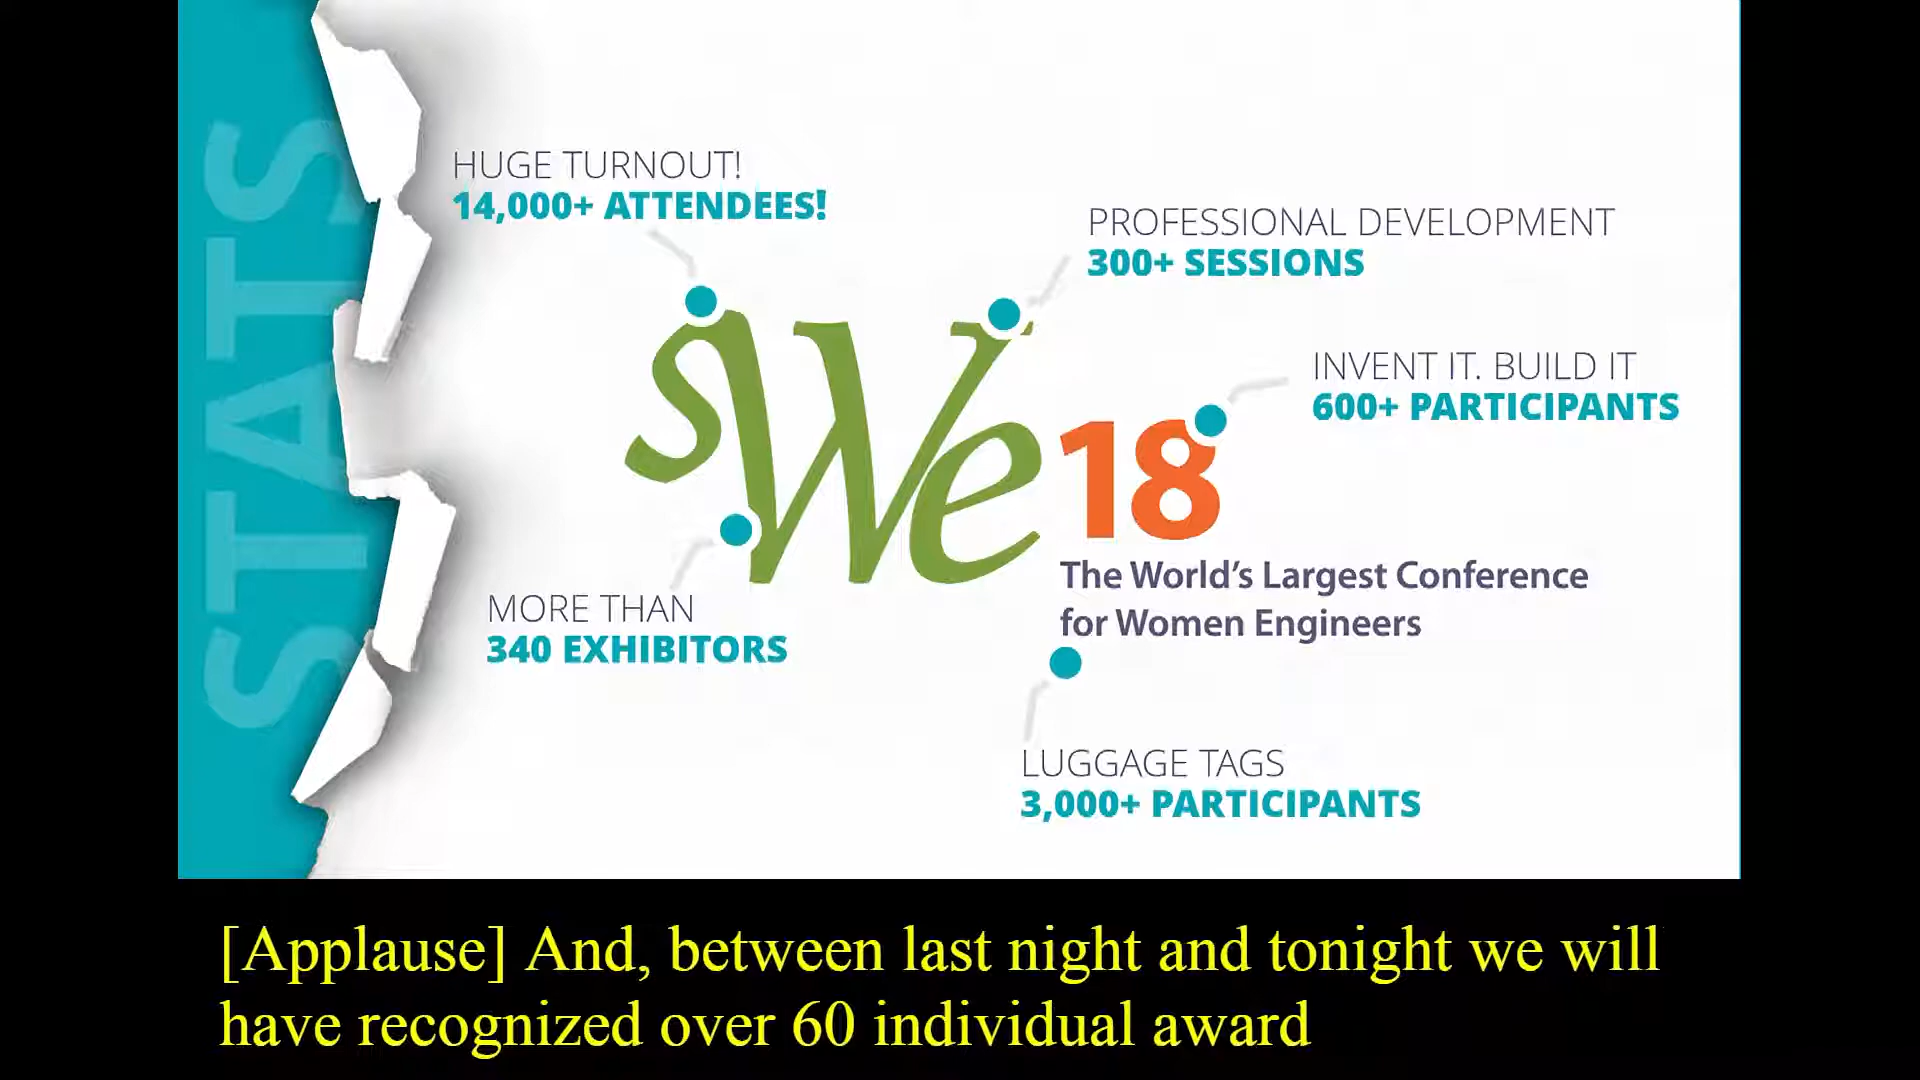 STATS
HUGE TURNOUT!
14,000+ ATTENDEES!
PROFESSIONAL DEVELOPMENT
300+ SESSIONS
INVENT IT. BUILD IT
600+ PARTICIPANTS
sWe 18
The World's Largest Conference
for Women Engineers
MORE THAN
340 EXHIBITORS
LUGGAGE TAGS
3,000+ PARTICIPANTS
[Applause] And, between last night and tonight we will
have recognized over 60 individual award